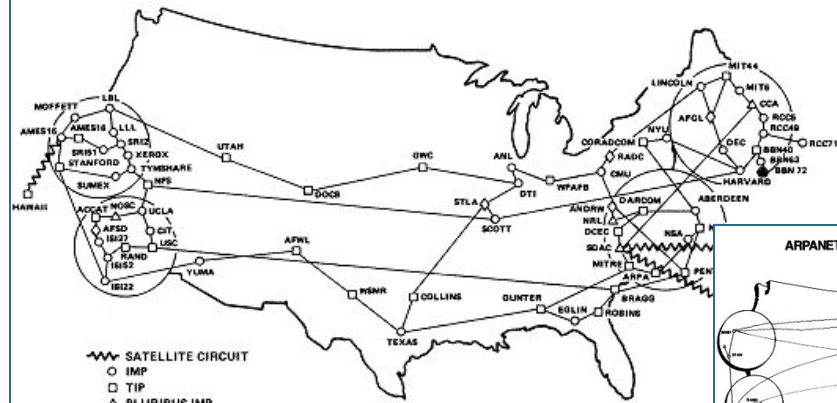 MIT44
LINCOLN
MIT6
CCA
RCC5
RCC49
RCC71
AFGL
DEC
BBN40
BBN63
BBN72
HARVARD
NYU
CORADCOM
RADC
CMU
LBL
MOFFETT
AMES15
AMES16
LLL
SRI2
SRI51
XEROX
STANFORD
TYMSHARE
SUMEX
NPS
HAWAII
UTAH
DOCB
GWC
ANL
WPAFB
DTI
STLA
SCOTT
ANDRW
DARCOM
ABERDEEN
NRL
DCEC
NSA
SDAC
MITRE
ARPA
PENT
BRAGG
ACCAT
NOSC
UCLA
AFSD
ISI27
CIT
RAND
USC
ISI52
ISI22
YUMA
AFWL
WSMR
COLLINS
TEXAS
GUNTER
EGLIN
ROBINS
ARPANET
SATELLITE CIRCUIT
IMP
TIP
PLURIBUS IMP